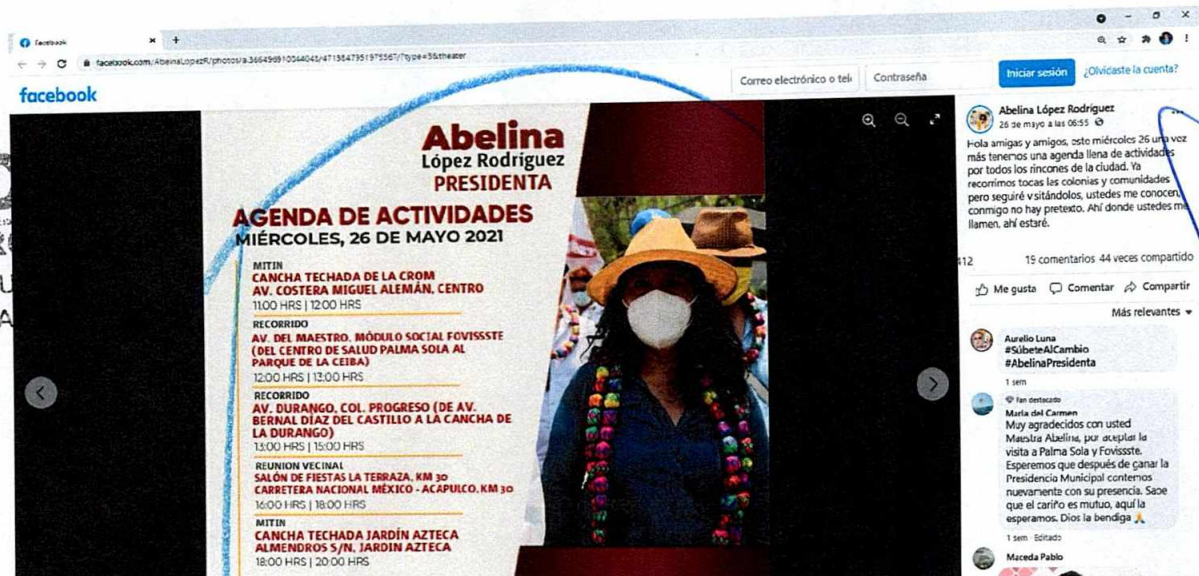 Facebook
facebook.com/AbelinaLopezR/photos/a.366496910044045/4713647951975567/?type=3&theater
facebook
Correo electrónico o tel
Contraseña
Iniciar sesión
¿Olvidaste la cuenta?
Abelina
López Rodríguez
PRESIDENTA
AGENDA DE ACTIVIDADES
MIÉRCOLES, 26 DE MAYO 2021
MITIN
CANCHA TECHADA DE LA CROM
AV. COSTERA MIGUEL ALEMÁN, CENTRO
11:00 HRS | 12:00 HRS
RECORRIDO
AV. DEL MAESTRO, MÓDULO SOCIAL FOVISSSTE
(DEL CENTRO DE SALUD PALMA SOLA AL
PARQUE DE LA CEIBA)
12:00 HRS | 13:00 HRS
RECORRIDO
AV. DURANGO, COL. PROGRESO (DE AV.
BERNAL DÍAZ DEL CASTILLO A LA CANCHA DE
LA DURANGO)
13:00 HRS | 15:00 HRS
REUNION VECINAL
SALÓN DE FIESTAS LA TERRAZA, KM 30
CARRETERA NACIONAL MÉXICO - ACAPULCO, KM 30
16:00 HRS | 18:00 HRS
MITIN
CANCHA TECHADA JARDÍN AZTECA
ALMENDROS S/N, JARDIN AZTECA
18:00 HRS | 20:00 HRS
Abelina López Rodríguez
26 de mayo a las 06:55
Hola amigas y amigos, este miércoles 26 una vez
más tenemos una agenda llena de actividades
por todos los rincones de la ciudad. Ya
recorrimos todas las colonias y comunidades
pero seguiré visitándolos, ustedes me conocen,
conmigo no hay pretexto. Ahí donde ustedes me
llamen, ahí estaré.
412
19 comentarios 44 veces compartido
Me gusta
Comentar
Compartir
Más relevantes
Aurelio Luna
#SúbeteAlCambio
#AbelinaPresidenta
1 sem
Fan destacado
Maria del Carmen
Muy agradecidos con usted
Maestra Abelina, por aceptar la
visita a Palma Sola y Fovissste.
Esperemos que después de ganar la
Presidencia Municipal contemos
nuevamente con su presencia. Sabe
que el cariño es mutuo, aquí la
esperamos. Dios la bendiga 🙏
1 sem · Editado
Maceda Pablo